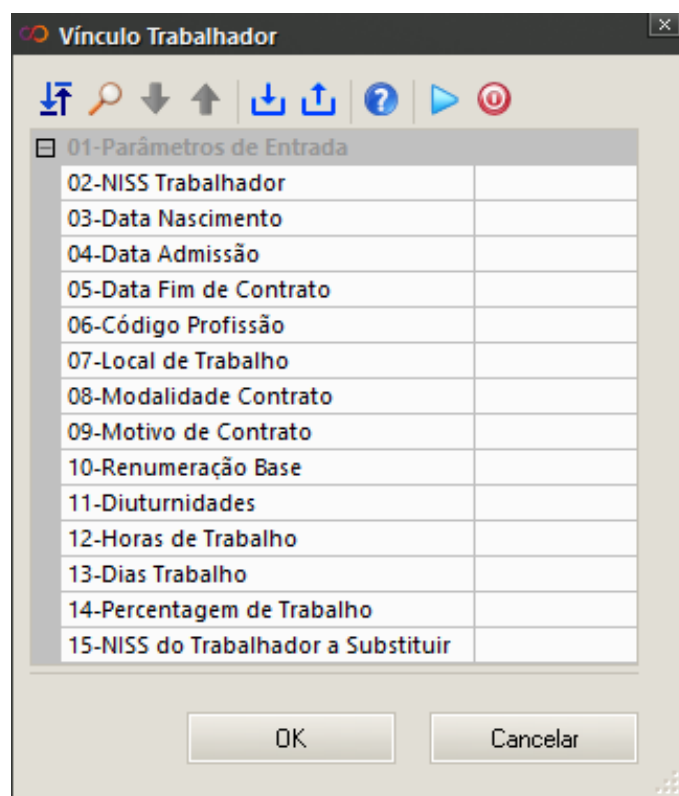 Vínculo Trabalhador
01-Parâmetros de Entrada
02-NISS Trabalhador
03-Data Nascimento
04-Data Admissão
05-Data Fim de Contrato
06-Código Profissão
07-Local de Trabalho
08-Modalidade Contrato
09-Motivo de Contrato
10-Renumeração Base
11-Diuturnidades
12-Horas de Trabalho
13-Dias Trabalho
14-Percentagem de Trabalho
15-NISS do Trabalhador a Substituir
OK Cancelar